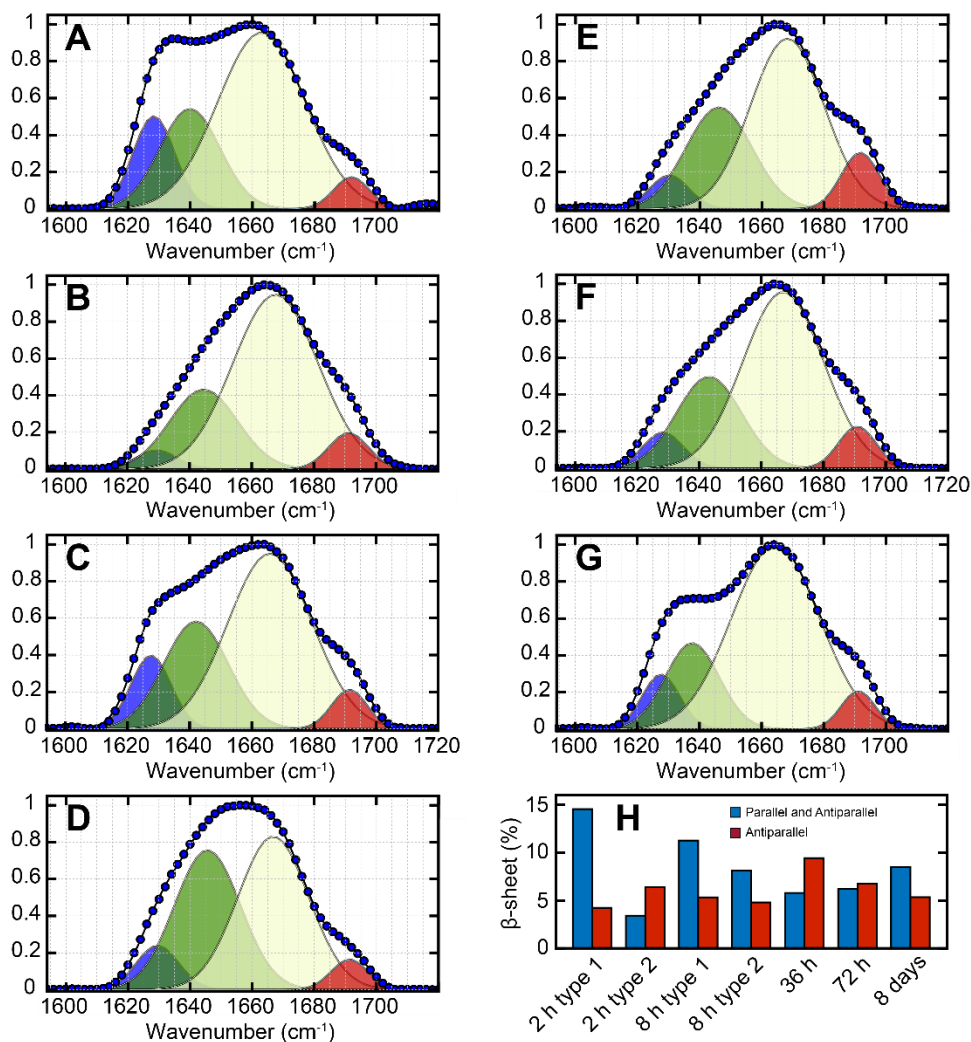 A
1
0.8
0.6
0.4
0.2
0
1600 1620 1640 1660 1680 1700
Wavenumber (cm⁻¹)
E
1
0.8
0.6
0.4
0.2
0
1600 1620 1640 1660 1680 1700
Wavenumber (cm⁻¹)
B
1
0.8
0.6
0.4
0.2
0
1600 1620 1640 1660 1680 1700 1720
Wavenumber (cm⁻¹)
F
1
0.8
0.6
0.4
0.2
0
1600 1620 1640 1660 1680 1700 1720
Wavenumber (cm⁻¹)
C
1
0.8
0.6
0.4
0.2
0
1600 1620 1640 1660 1680 1700 1720
Wavenumber (cm⁻¹)
G
1
0.8
0.6
0.4
0.2
0
1600 1620 1640 1660 1680 1700
Wavenumber (cm⁻¹)
D
1
0.8
0.6
0.4
0.2
0
1600 1620 1640 1660 1680 1700
Wavenumber (cm⁻¹)
H
Parallel and Antiparallel
Antiparallel
β-sheet (%)
15
10
5
0
2 h type 1
2 h type 2
8 h type 1
8 h type 2
36 h
72 h
8 days